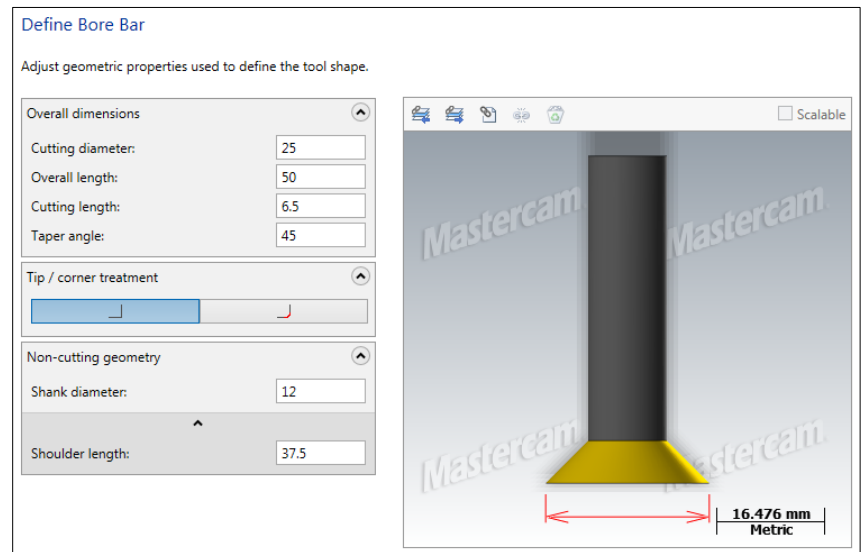 Define Bore Bar
Adjust geometric properties used to define the tool shape.
Overall dimensions
Cutting diameter: 25
Overall length: 50
Cutting length: 6.5
Taper angle: 45
Tip / corner treatment
Non-cutting geometry
Shank diameter: 12
Shoulder length: 37.5
Scalable
Mastercam
Mastercam
Mastercam
Mastercam
16.476 mm
Metric